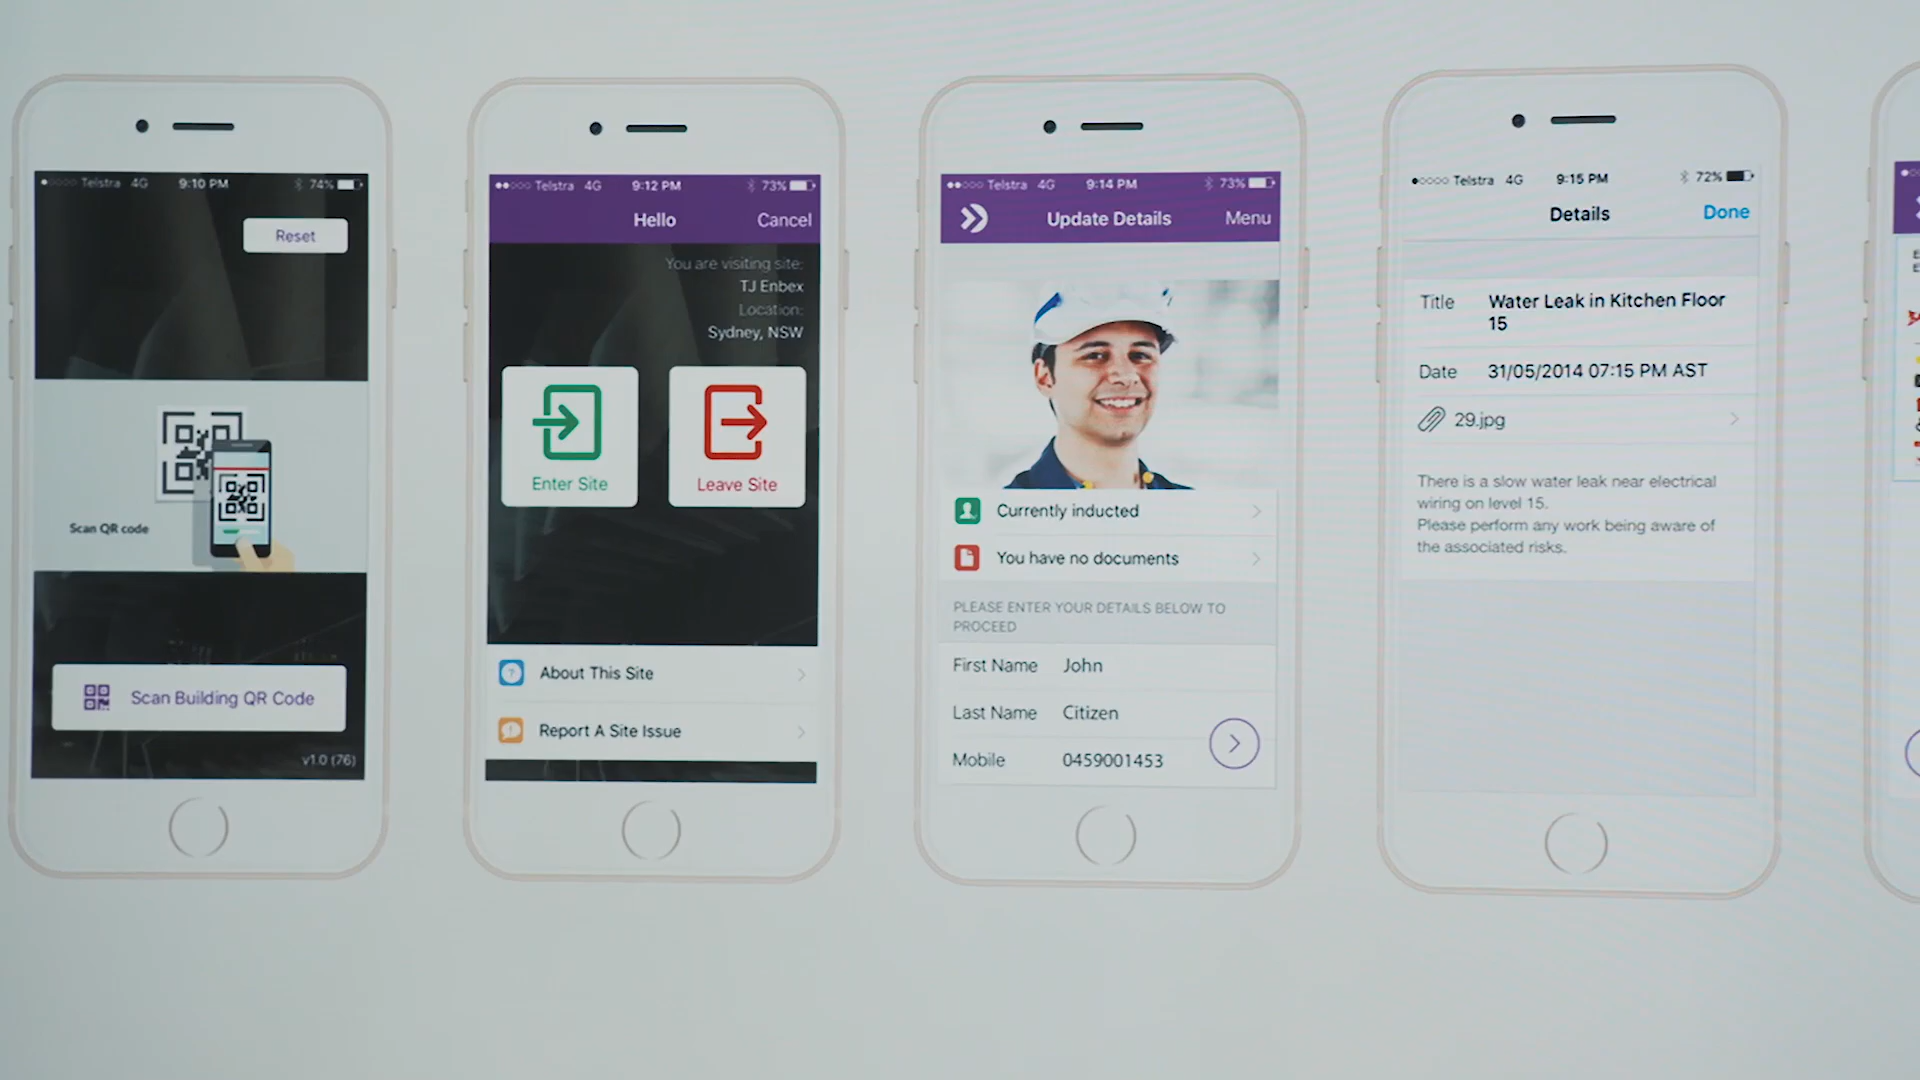 Telstra 4G 9:10 PM 74%
Reset
Scan QR code
Scan Building QR Code
v1.0 (76)
Telstra 4G 9:12 PM 73%
Hello Cancel
You are visiting site:
TJ Enbex
Location:
Sydney, NSW
Enter Site Leave Site
About This Site
Report A Site Issue
Telstra 4G 9:14 PM 73%
Update Details Menu
Currently inducted
You have no documents
PLEASE ENTER YOUR DETAILS BELOW TO
PROCEED
First Name John
Last Name Citizen
Mobile 0459001453
Telstra 4G 9:15 PM 72%
Details Done
Title Water Leak in Kitchen Floor
15
Date 31/05/2014 07:15 PM AST
29.jpg
There is a slow water leak near electrical
wiring on level 15.
Please perform any work being aware of
the associated risks.